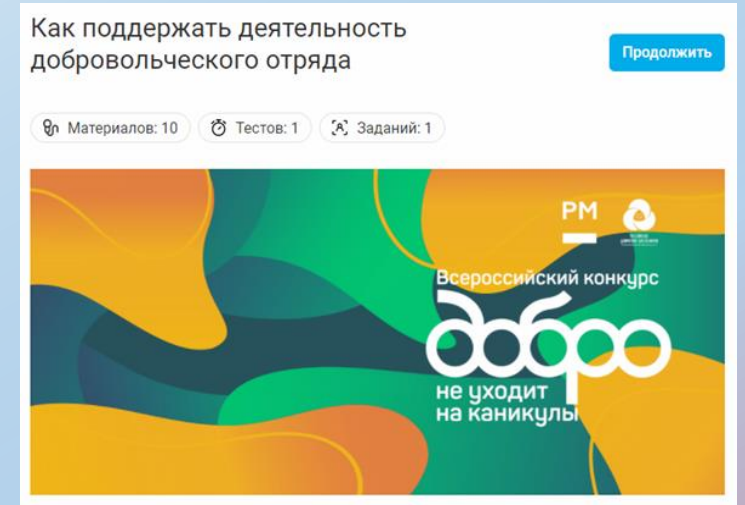 Как поддержать деятельность
добровольческого отряда
Продолжить
Материалов: 10
Тестов: 1
Заданий: 1
РМ
Всероссийский конкурс
добро
не уходит
на каникулы